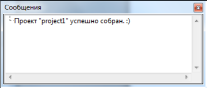 Сообщения
Проект "project1" успешно собран. :)